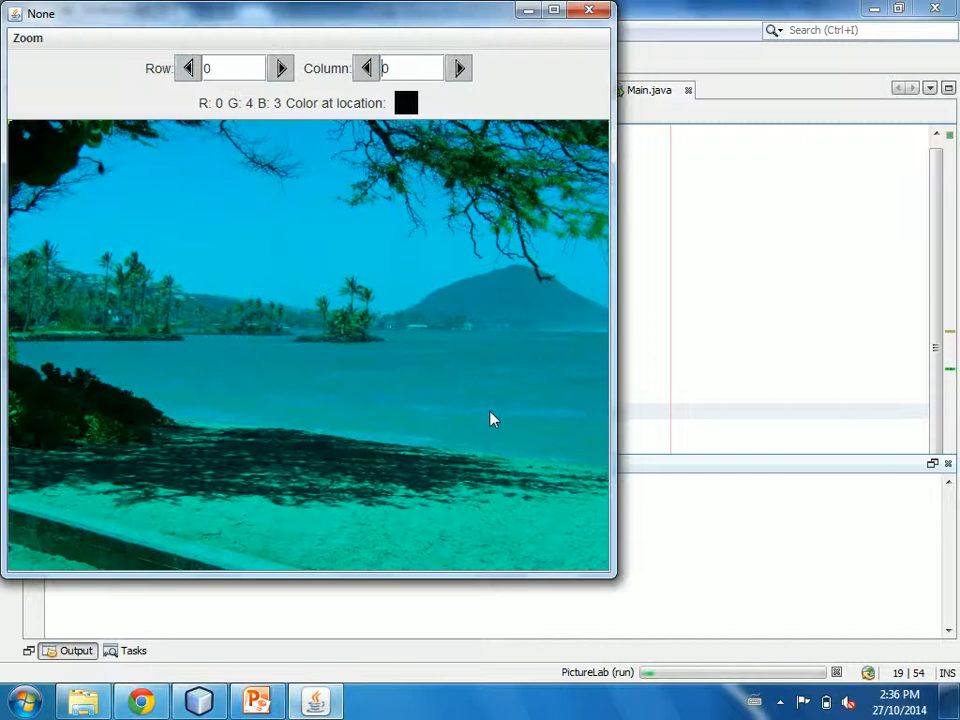 None
Search (Ctrl+I)
Zoom
Row: 0 Column: 0
R: 0 G: 4 B: 3 Color at location:
Main.java
Output Tasks
PictureLab (run) 19 | 54 INS
2:36 PM
27/10/2014